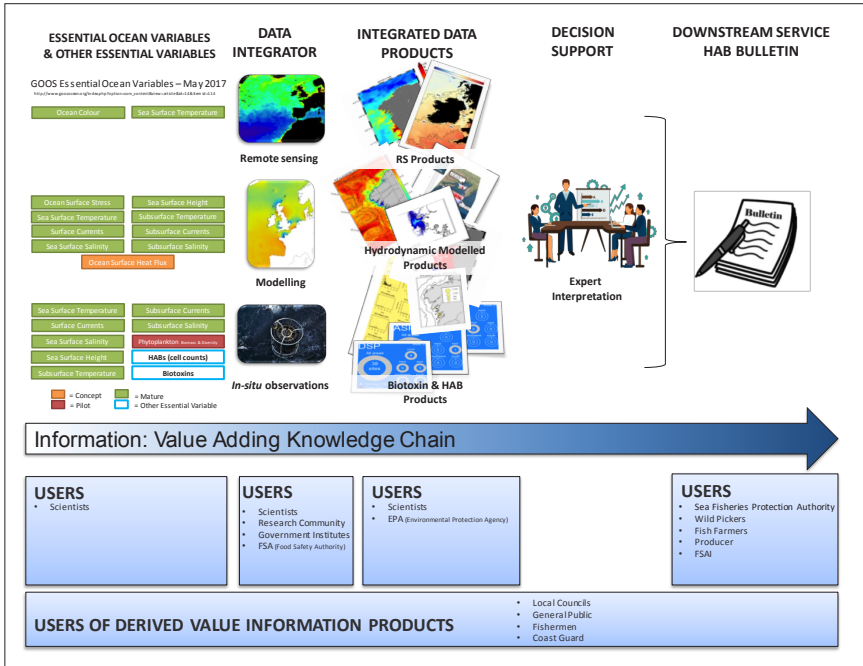 ESSENTIAL OCEAN VARIABLES
& OTHER ESSENTIAL VARIABLES
DATA
INTEGRATOR
INTEGRATED DATA
PRODUCTS
DECISION
SUPPORT
DOWNSTREAM SERVICE
HAB BULLETIN
GOOS Essential Ocean Variables – May 2017
Ocean Colour
Sea Surface Temperature
Remote sensing
RS Products
Ocean Surface Stress
Sea Surface Height
Sea Surface Temperature
Subsurface Temperature
Surface Currents
Subsurface Currents
Sea Surface Salinity
Subsurface Salinity
Ocean Surface Heat Flux
Modelling
Hydrodynamic Modelled
Products
Expert
Interpretation
Bulletin
Sea Surface Temperature
Subsurface Currents
Surface Currents
Subsurface Salinity
Sea Surface Salinity
Phytoplankton Biomass & Diversity
Sea Surface Height
HABs (cell counts)
Subsurface Temperature
Biotoxins
In-situ observations
ASP
DSP
Biotoxin & HAB
Products
= Concept
= Mature
= Pilot
= Other Essential Variable
Information: Value Adding Knowledge Chain
USERS
• Scientists
USERS
• Scientists
• Research Community
• Government Institutes
• FSA (Food Safety Authority)
USERS
• Scientists
• EPA (Environmental Protection Agency)
USERS
• Sea Fisheries Protection Authority
• Wild Pickers
• Fish Farmers
• Producer
• FSAI
USERS OF DERIVED VALUE INFORMATION PRODUCTS
• Local Councils
• General Public
• Fishermen
• Coast Guard